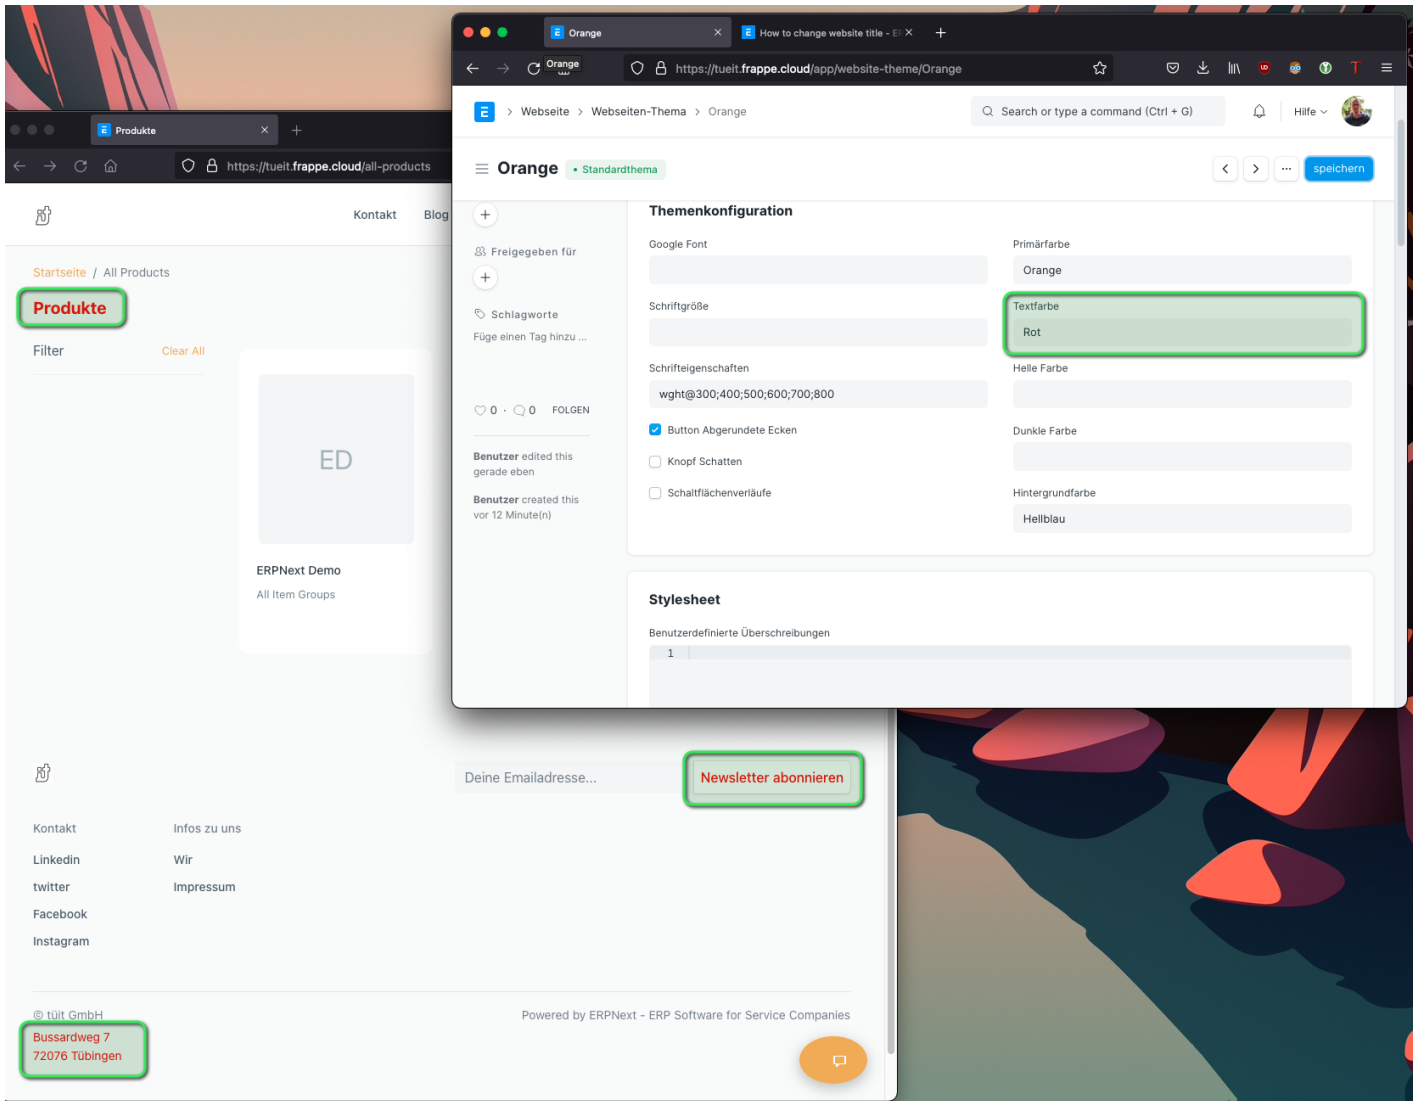 Orange
How to change website title - E
Orange
https://tueit.frappe.cloud/app/website-theme/Orange
E
Webseite
Webseiten-Thema
Orange
Search or type a command (Ctrl + G)
Hilfe
Orange
Standardthema
speichern
Freigegeben für
Schlagworte
Füge einen Tag hinzu ...
0 · 0 FOLGEN
Benutzer edited this
gerade eben
Benutzer created this
vor 12 Minute(n)
Themenkonfiguration
Google Font
Primärfarbe
Orange
Schriftgröße
Textfarbe
Rot
Schrifteigenschaften
Helle Farbe
wght@300;400;500;600;700;800
Button Abgerundete Ecken
Dunkle Farbe
Knopf Schatten
Schaltflächenverläufe
Hintergrundfarbe
Hellblau
Stylesheet
Benutzerdefinierte Überschreibungen
1
Produkte
https://tueit.frappe.cloud/all-products
Kontakt Blog
Startseite / All Products
Produkte
Filter
Clear All
ED
ERPNext Demo
All Item Groups
Deine Emailadresse...
Newsletter abonnieren
Kontakt
Infos zu uns
Linkedin
Wir
twitter
Impressum
Facebook
Instagram
© tüit GmbH
Powered by ERPNext - ERP Software for Service Companies
Bussardweg 7
72076 Tübingen